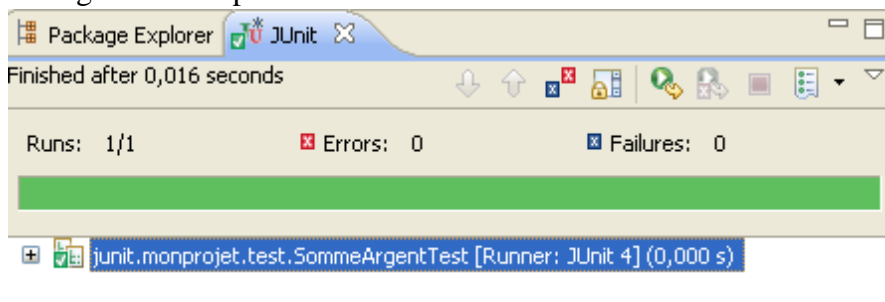 Package Explorer JUnit
Finished after 0,016 seconds
Runs: 1/1 Errors: 0 Failures: 0
junit.monprojet.test.SommeArgentTest [Runner: JUnit 4] (0,000 s)